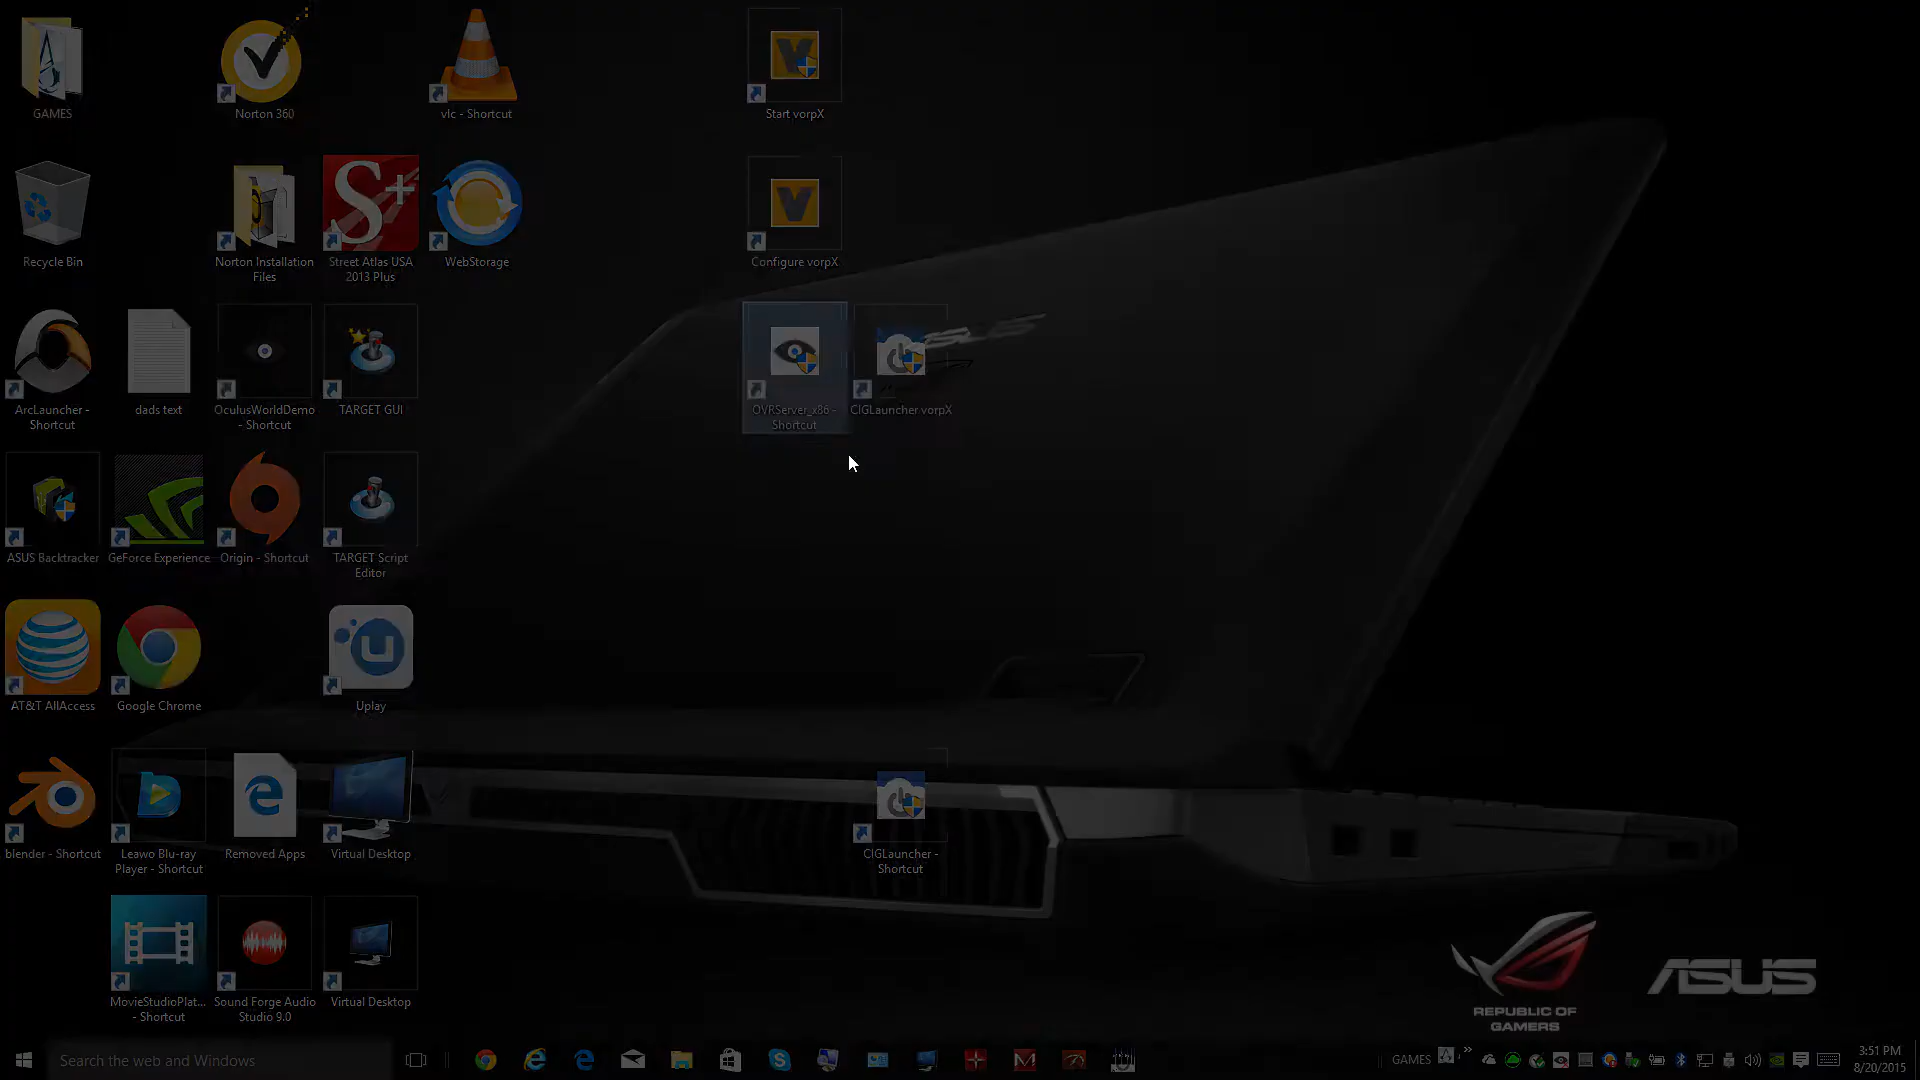 GAMES
Norton 360
vlc - Shortcut
Start vorpX
Recycle Bin
Norton Installation
Files
Street Atlas USA
2013 Plus
WebStorage
Configure vorpX
ArcLauncher -
Shortcut
dads text
OculusWorldDemo
- Shortcut
TARGET GUI
OVRServer_x86 -
Shortcut
CIGLauncher vorpX
ASUS Backtracker
GeForce Experience
Origin - Shortcut
TARGET Script
Editor
AT&T AllAccess
Google Chrome
Uplay
blender - Shortcut
Leawo Blu-ray
Player - Shortcut
Removed Apps
Virtual Desktop
CIGLauncher -
Shortcut
MovieStudioPlat...
- Shortcut
Sound Forge Audio
Studio 9.0
Virtual Desktop
REPUBLIC OF
GAMERS
ASUS
Search the web and Windows
GAMES
3:51 PM
8/20/2015